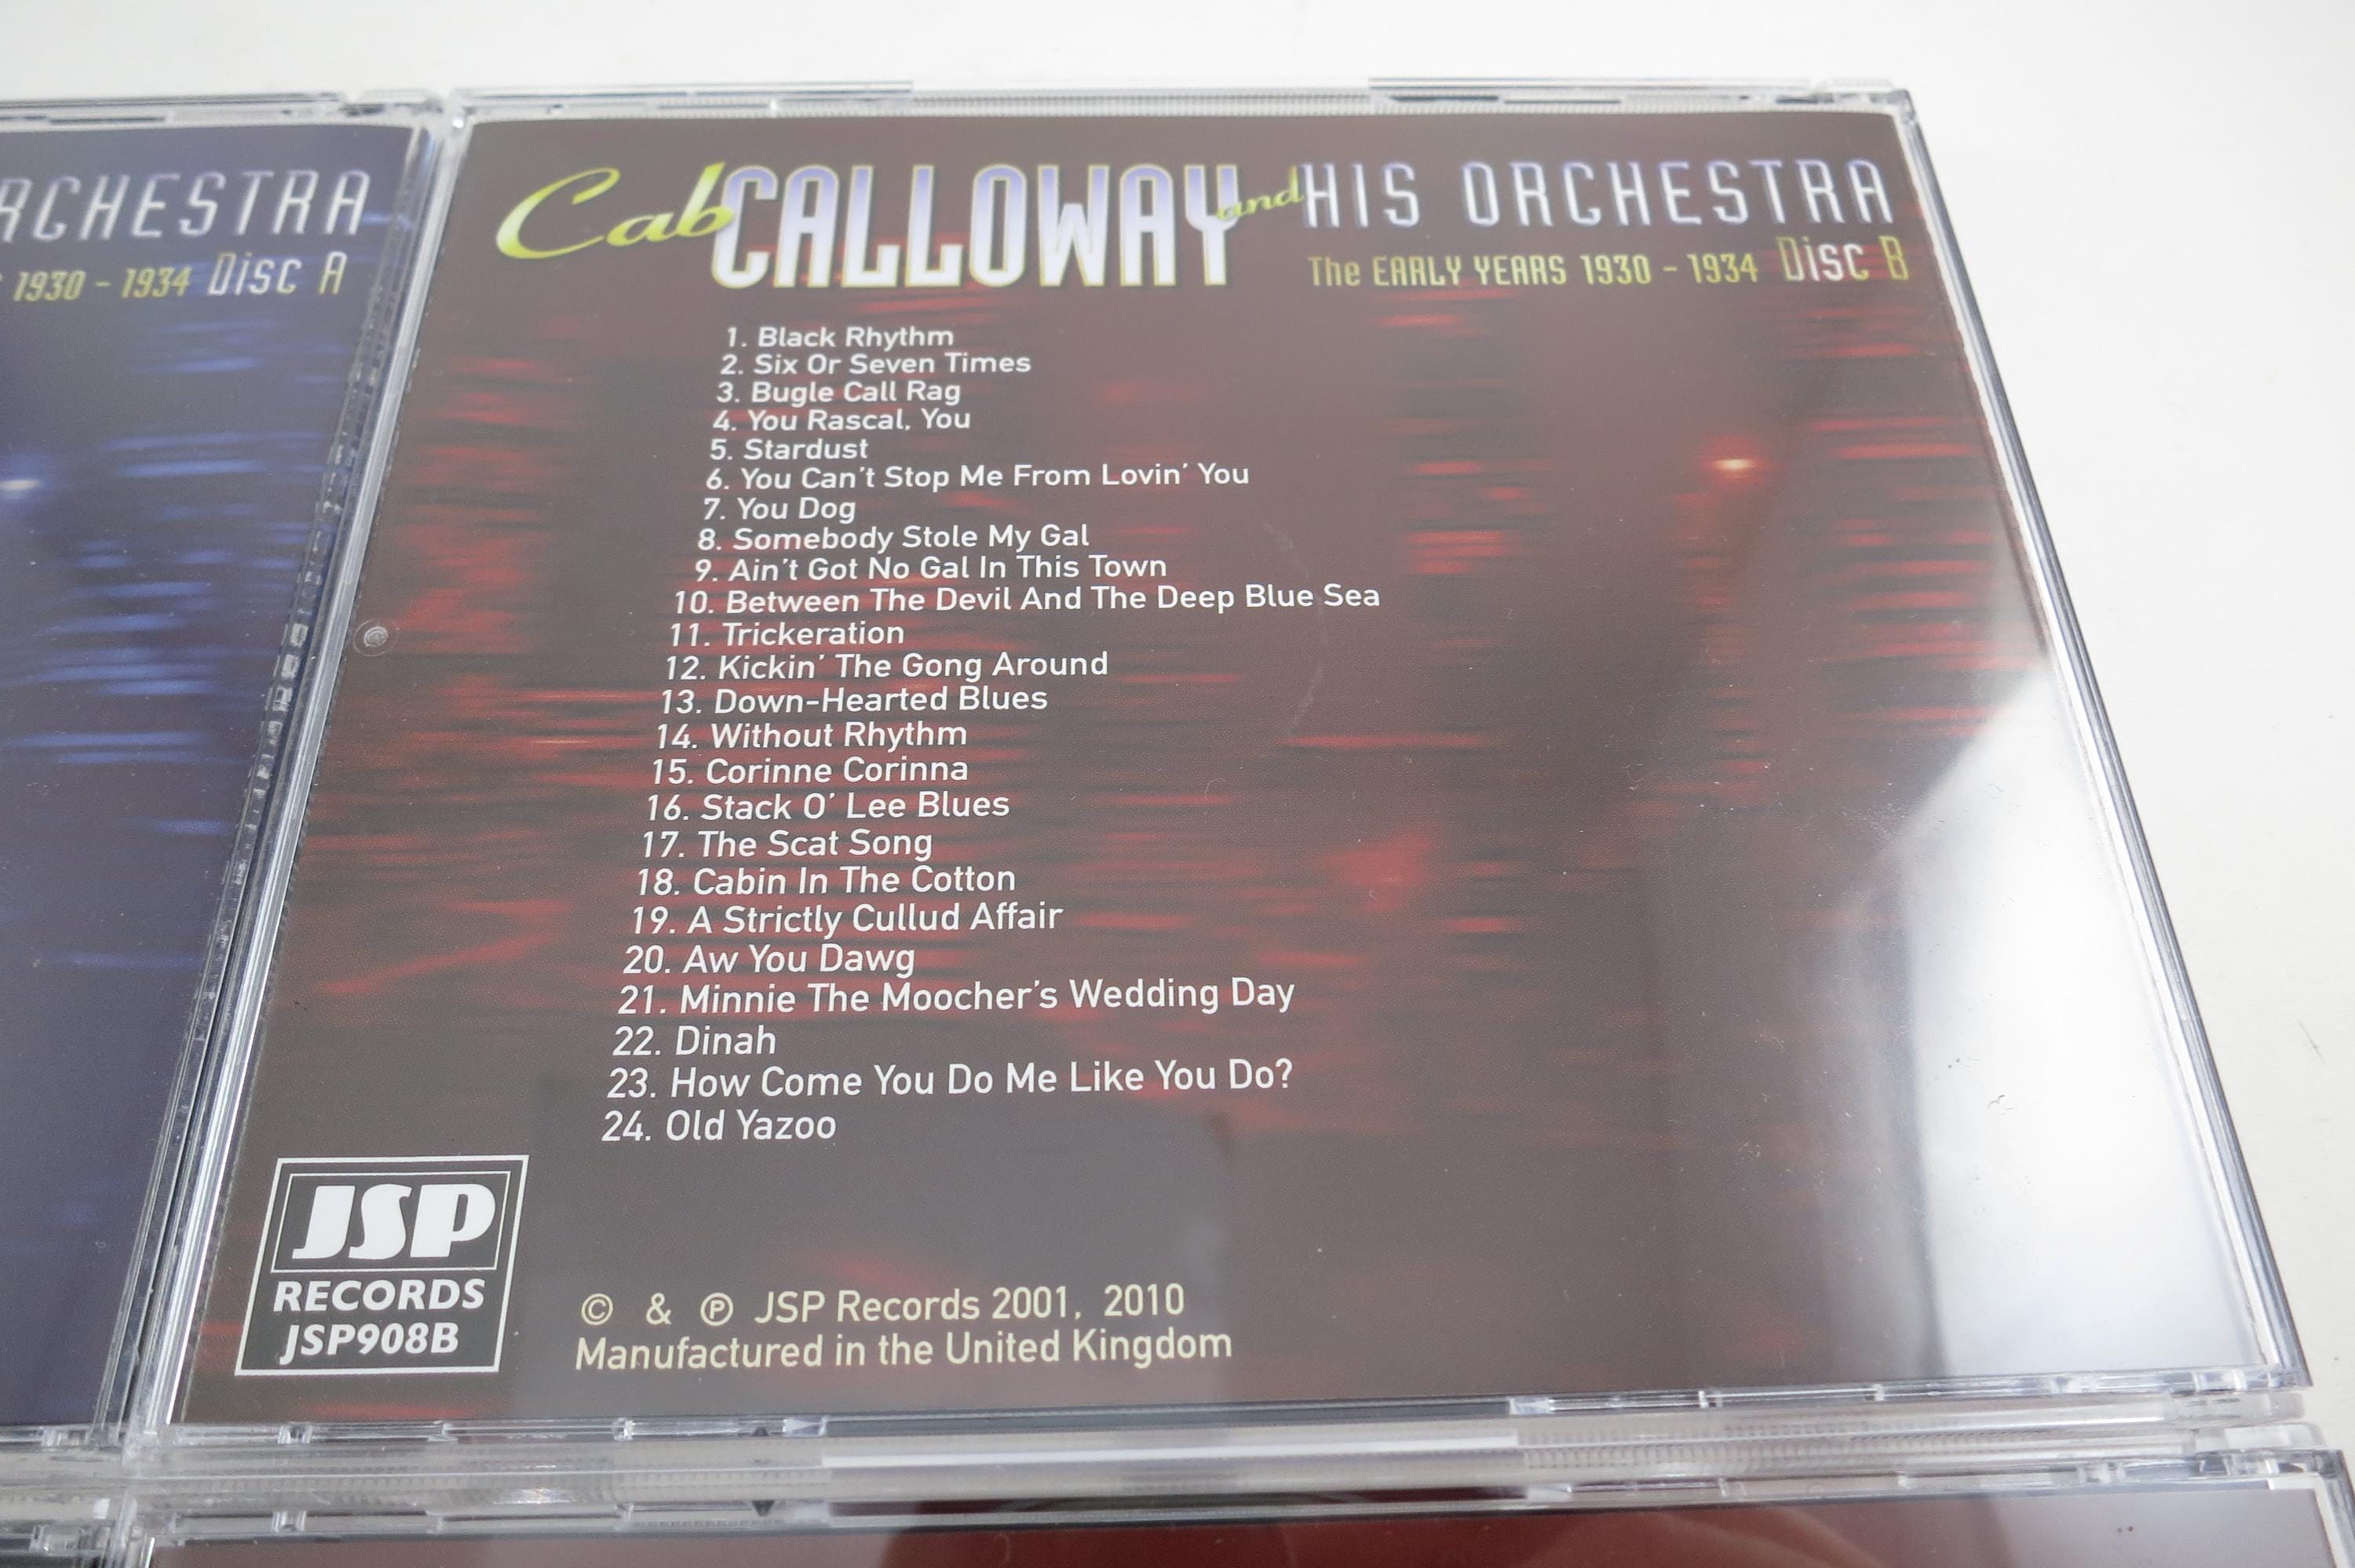 RCHESTRA
1930 - 1934 Disc A
Cab CALLOWAY and HIS ORCHESTRA
The EARLY YEARS 1930 - 1934 Disc B
1. Black Rhythm
2. Six Or Seven Times
3. Bugle Call Rag
4. You Rascal, You
5. Stardust
6. You Can't Stop Me From Lovin' You
7. You Dog
8. Somebody Stole My Gal
9. Ain't Got No Gal In This Town
10. Between The Devil And The Deep Blue Sea
11. Trickeration
12. Kickin' The Gong Around
13. Down-Hearted Blues
14. Without Rhythm
15. Corinne Corinna
16. Stack O' Lee Blues
17. The Scat Song
18. Cabin In The Cotton
19. A Strictly Cullud Affair
20. Aw You Dawg
21. Minnie The Moocher's Wedding Day
22. Dinah
23. How Come You Do Me Like You Do?
24. Old Yazoo
JSP
RECORDS
JSP908B
© & ℗ JSP Records 2001, 2010
Manufactured in the United Kingdom